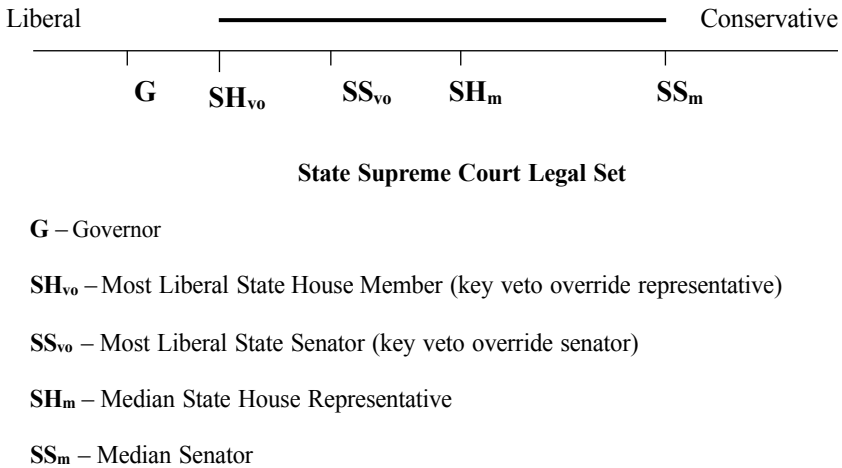 Liberal Conservative
G SHvo SSvo SHm SSm
State Supreme Court Legal Set
G – Governor
SHvo – Most Liberal State House Member (key veto override representative)
SSvo – Most Liberal State Senator (key veto override senator)
SHm – Median State House Representative
SSm – Median Senator